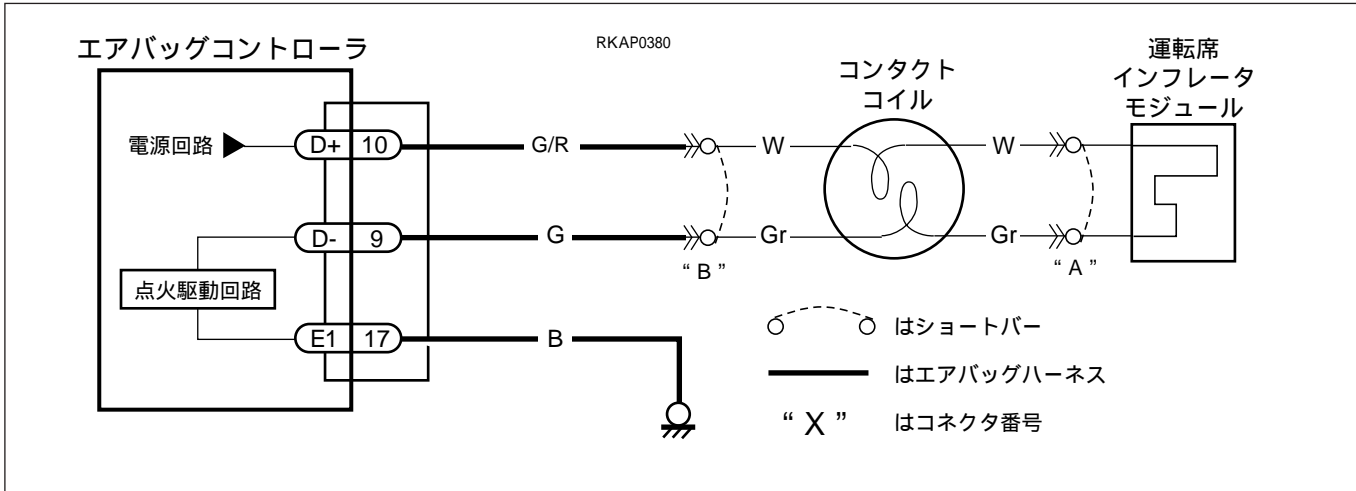 エアバッグコントローラ
RKAP0380
コンタクト
コイル
運転席
インフレータ
モジュール
電源回路
D+ 10
G/R
W
W
D- 9
G
Gr
Gr
“ B ”
“ A ”
点火駆動回路
E1 17
B
はショートバー
はエアバッグハーネス
“ X ” はコネクタ番号